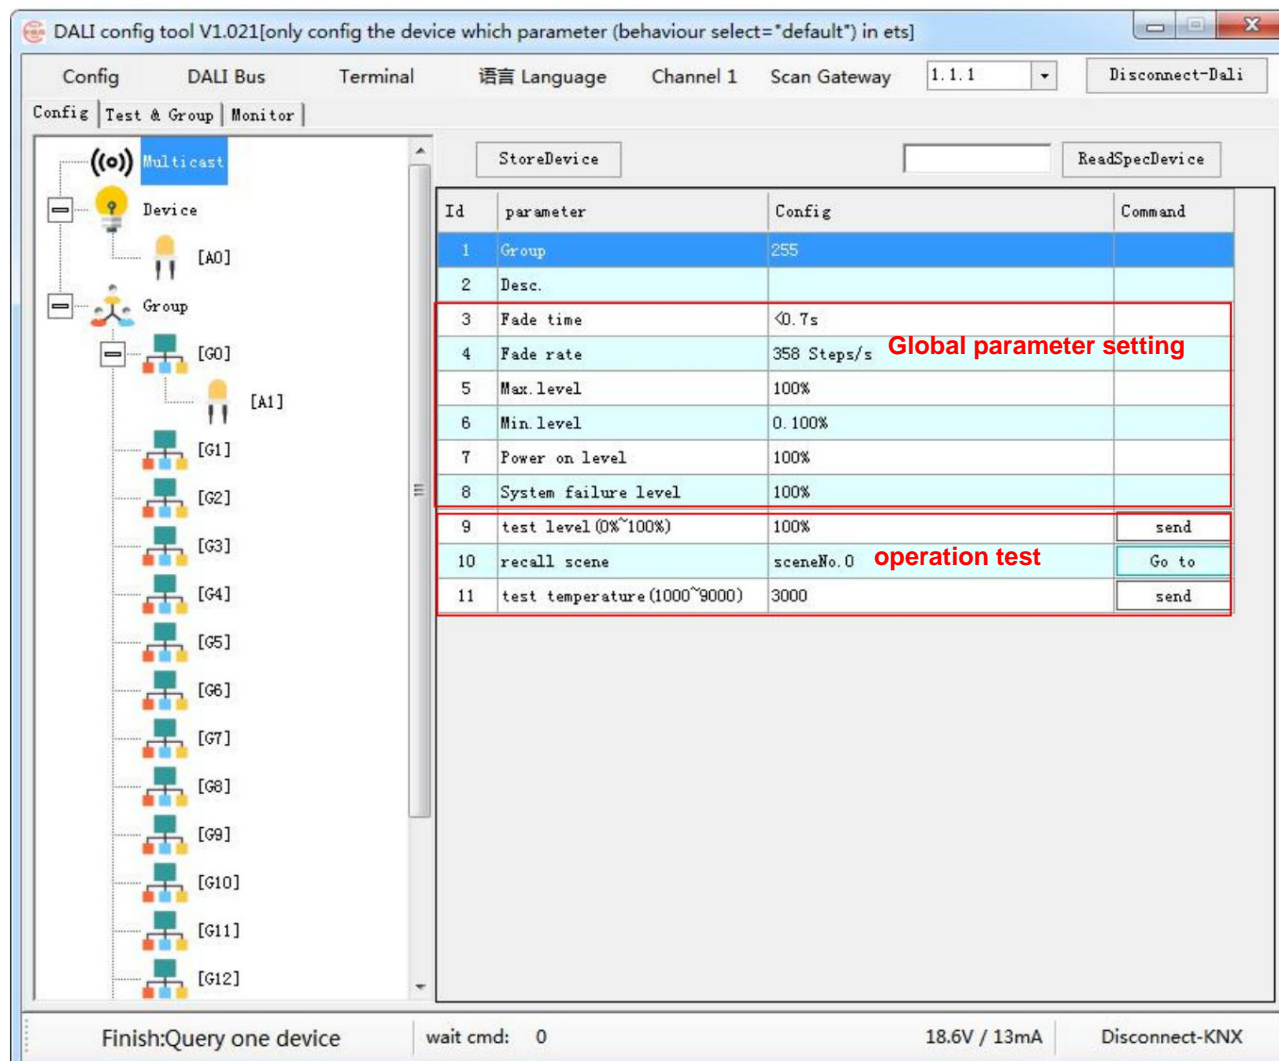 DALI config tool V1.021[only config the device which parameter (behaviour select="default") in ets]
Config DALI Bus Terminal 语言 Language Channel 1 Scan Gateway 1.1.1 Disconnect-Dali
Config Test & Group Monitor
Multicast
Device
[A0]
Group
[G0]
[A1]
[G1]
[G2]
[G3]
[G4]
[G5]
[G6]
[G7]
[G8]
[G9]
[G10]
[G11]
[G12]
StoreDevice ReadSpecDevice
Id parameter Config Command
1 Group 255
2 Desc.
3 Fade time <0.7s
4 Fade rate 358 Steps/s
Global parameter setting
5 Max.level 100%
6 Min.level 0.100%
7 Power on level 100%
8 System failure level 100%
9 test level(0%~100%) 100% send
10 recall scene sceneNo.0 Go to
operation test
11 test temperature(1000~9000) 3000 send
Finish:Query one device wait cmd: 0 18.6V / 13mA Disconnect-KNX